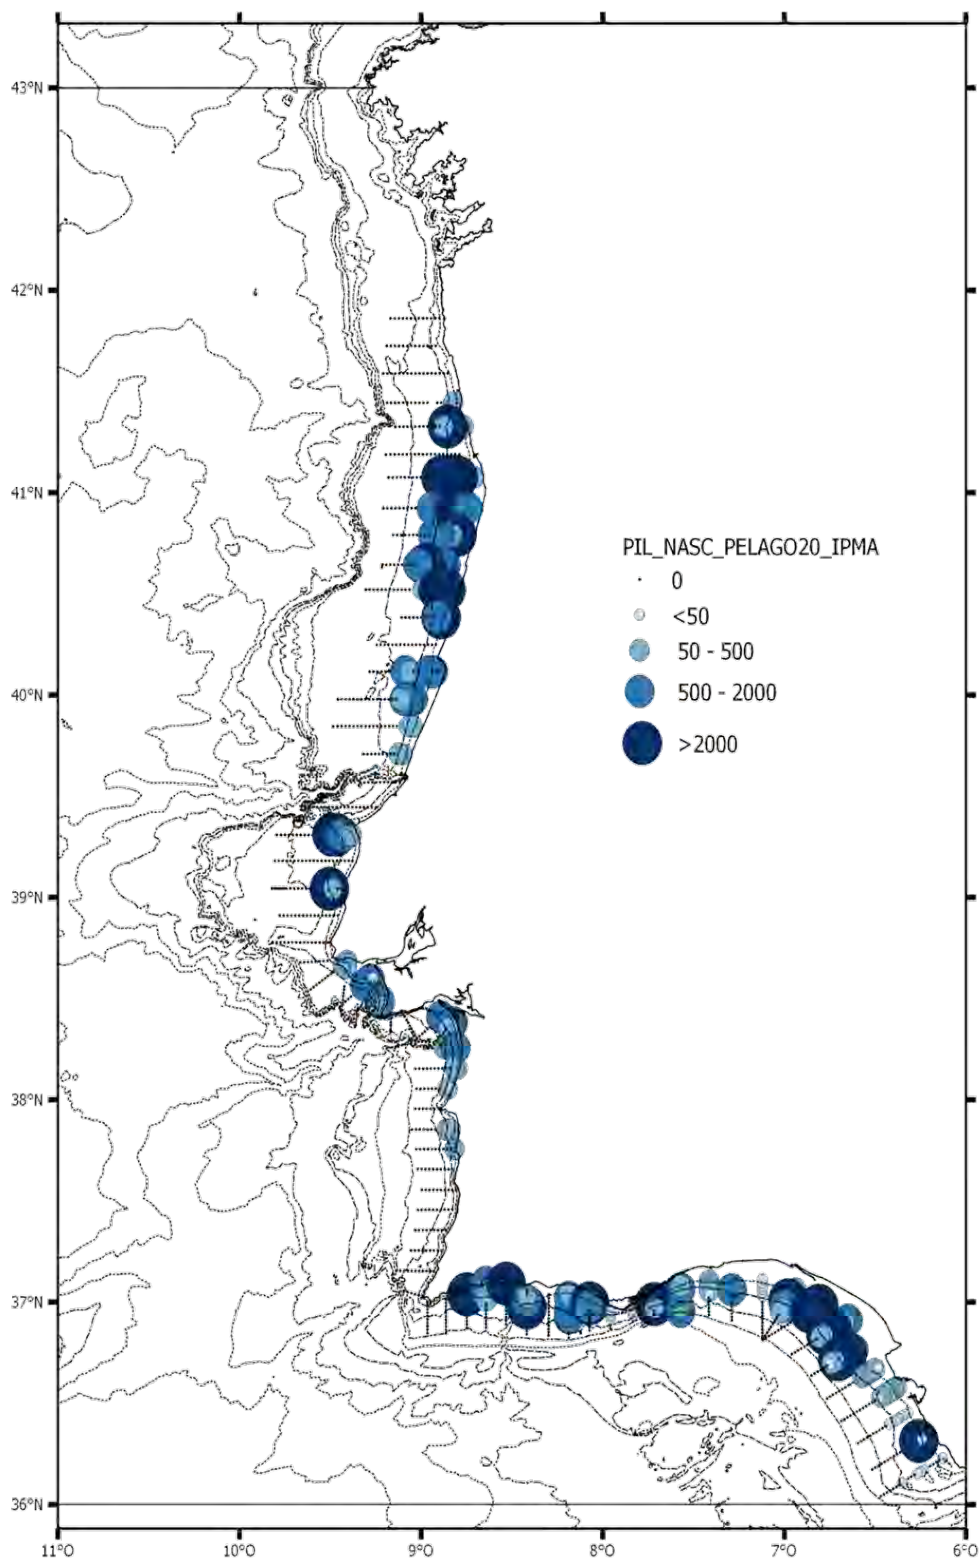 43°N
42°N
41°N
PIL_NASC_PELAGO20_IPMA
0
<50
50 - 500
500 - 2000
>2000
40°N
39°N
38°N
37°N
36°N
11°O 10°O 9°O 8°O 7°O 6°O